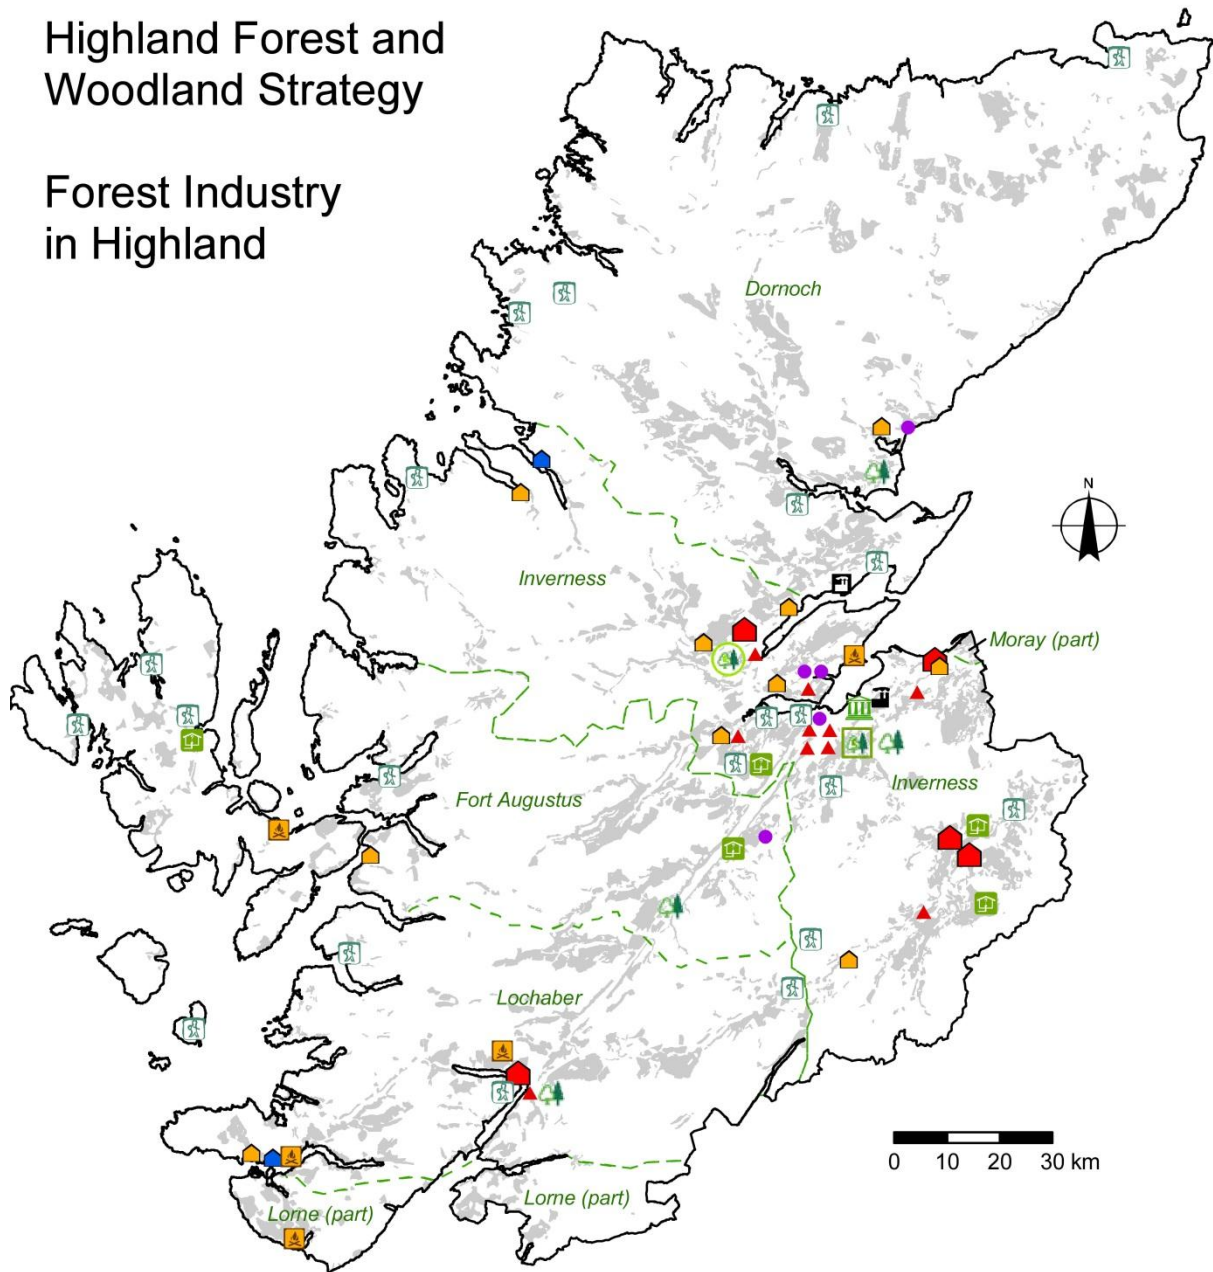 Highland Forest and
Woodland Strategy
Forest Industry
in Highland
Dornoch
N
Inverness
Moray (part)
Inverness
Fort Augustus
Lochaber
0 10 20 30 km
Lorne (part)
Lorne (part)